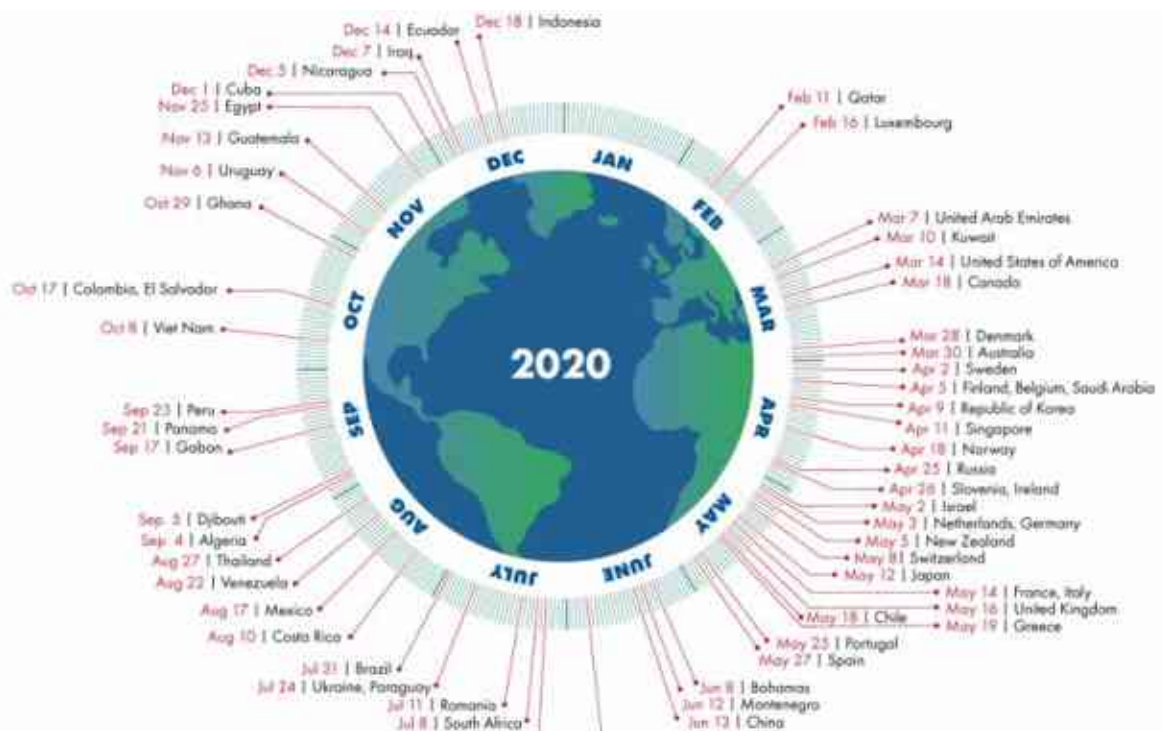 Dec 18 | Indonesia
Dec 14 | Ecuador
Dec 7 | Iraq
Dec 5 | Nicaragua
Dec 1 | Cuba
Nov 25 | Egypt
Nov 13 | Guatemala
Nov 6 | Uruguay
Oct 29 | Ghana
Oct 17 | Colombia, El Salvador
Oct 8 | Viet Nam
Sep 23 | Peru
Sep 21 | Panama
Sep 17 | Gabon
Sep. 5 | Djibouti
Sep. 4 | Algeria
Aug 27 | Thailand
Aug 22 | Venezuela
Aug 17 | Mexico
Aug 10 | Costa Rica
Jul 31 | Brazil
Jul 24 | Ukraine, Paraguay
Jul 11 | Romania
Jul 8 | South Africa
JAN
FEB
MAR
APR
MAY
JUNE
JULY
AUG
SEP
OCT
NOV
DEC
2020
Feb 11 | Qatar
Feb 16 | Luxembourg
Mar 7 | United Arab Emirates
Mar 10 | Kuwait
Mar 14 | United States of America
Mar 18 | Canada
Mar 28 | Denmark
Mar 30 | Australia
Apr 2 | Sweden
Apr 5 | Finland, Belgium, Saudi Arabia
Apr 9 | Republic of Korea
Apr 11 | Singapore
Apr 18 | Norway
Apr 25 | Russia
Apr 26 | Slovenia, Ireland
May 2 | Israel
May 3 | Netherlands, Germany
May 5 | New Zealand
May 8| Switzerland
May 12 | Japan
May 14 | France, Italy
May 16 | United Kingdom
May 18 | Chile
May 19 | Greece
May 25 | Portugal
May 27 | Spain
Jun 8 | Bahamas
Jun 12 | Montenegro
Jun 13 | China